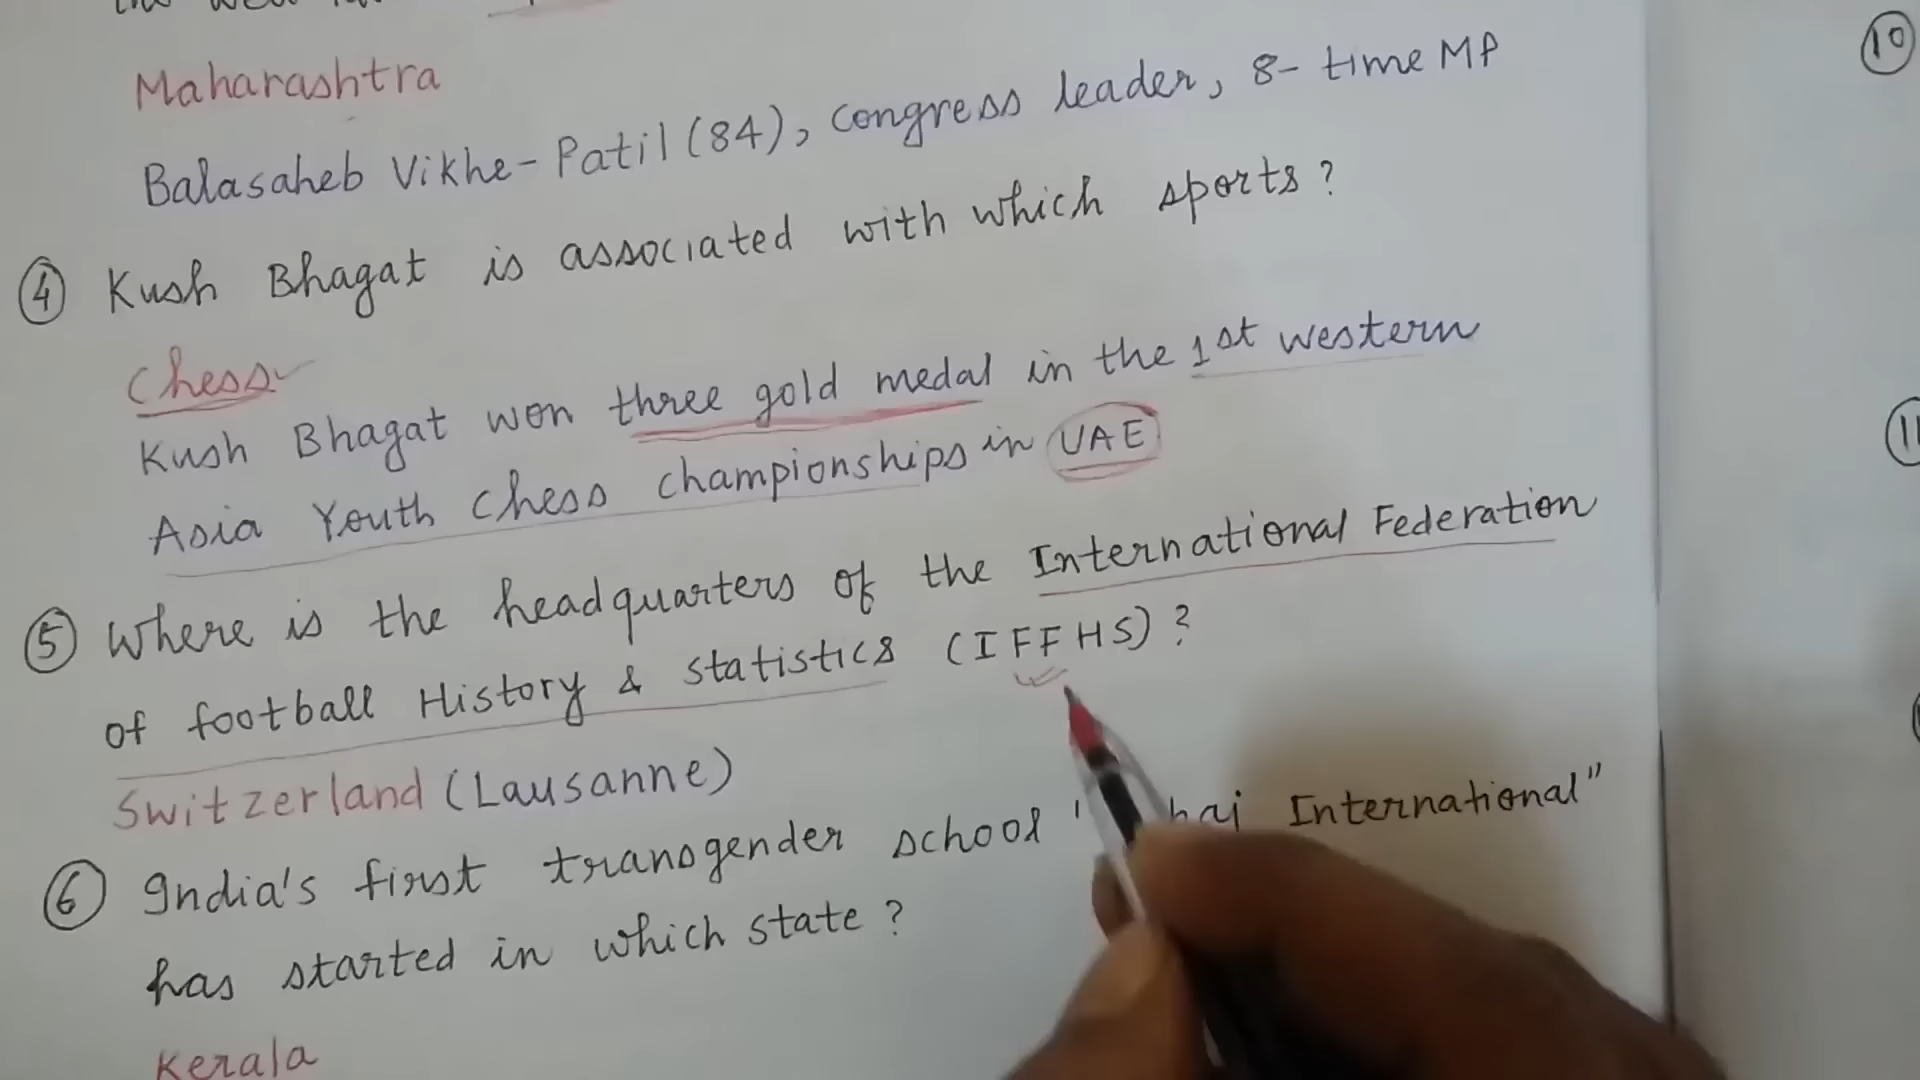 Maharashtra
Balasaheb Vikhe-Patil (84), Congress leader, 8-time MP
④ Kush Bhagat is associated with which sports?
Chess
Kush Bhagat won three gold medal in the 1st western
Asia Youth Chess championships in UAE
⑤ Where is the headquarters of the International Federation
of football History & statistics (IFFHS)?
Switzerland (Lausanne)
⑥ India's first transgender school " International"
has started in which state?
Kerala
10
11